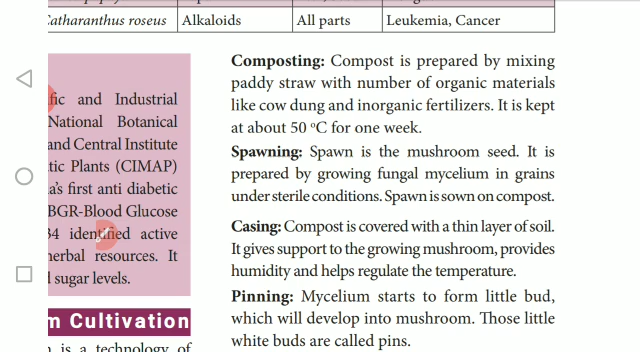 Catharanthus roseus Alkaloids All parts Leukemia, Cancer
fic and Industrial
National Botanical
and Central Institute
tic Plants (CIMAP)
a's first anti diabetic
BGR-Blood Glucose
34 identified active
herbal resources. It
sugar levels.
m Cultivation
is a technology of
Composting: Compost is prepared by mixing
paddy straw with number of organic materials
like cow dung and inorganic fertilizers. It is kept
at about 50 °C for one week.
Spawning: Spawn is the mushroom seed. It is
prepared by growing fungal mycelium in grains
under sterile conditions. Spawn is sown on compost.
Casing: Compost is covered with a thin layer of soil.
It gives support to the growing mushroom, provides
humidity and helps regulate the temperature.
Pinning: Mycelium starts to form little bud,
which will develop into mushroom. Those little
white buds are called pins.